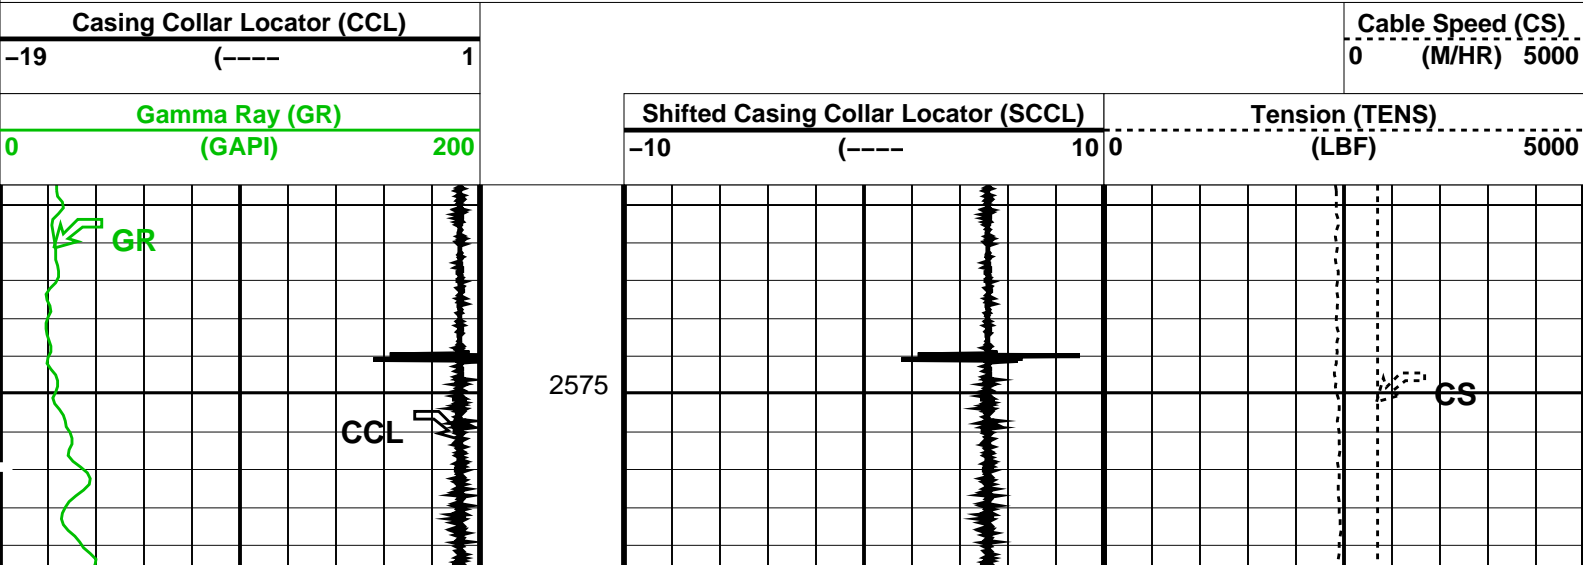 Casing Collar Locator (CCL)
−19 (−−−− 1
Cable Speed (CS)
0 (M/HR) 5000
Gamma Ray (GR)
0 (GAPI) 200
Shifted Casing Collar Locator (SCCL)
−10 (−−−− 10
Tension (TENS)
0 (LBF) 5000
GR
2575
CS
CCL